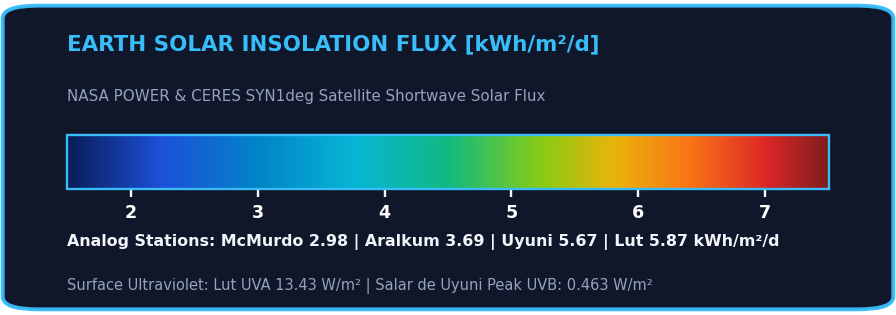 EARTH SOLAR INSOLATION FLUX [kWh/m²/d]
NASA POWER & CERES SYN1deg Satellite Shortwave Solar Flux
2 3 4 5 6 7
Analog Stations: McMurdo 2.98 | Aralkum 3.69 | Uyuni 5.67 | Lut 5.87 kWh/m²/d
Surface Ultraviolet: Lut UVA 13.43 W/m² | Salar de Uyuni Peak UVB: 0.463 W/m²